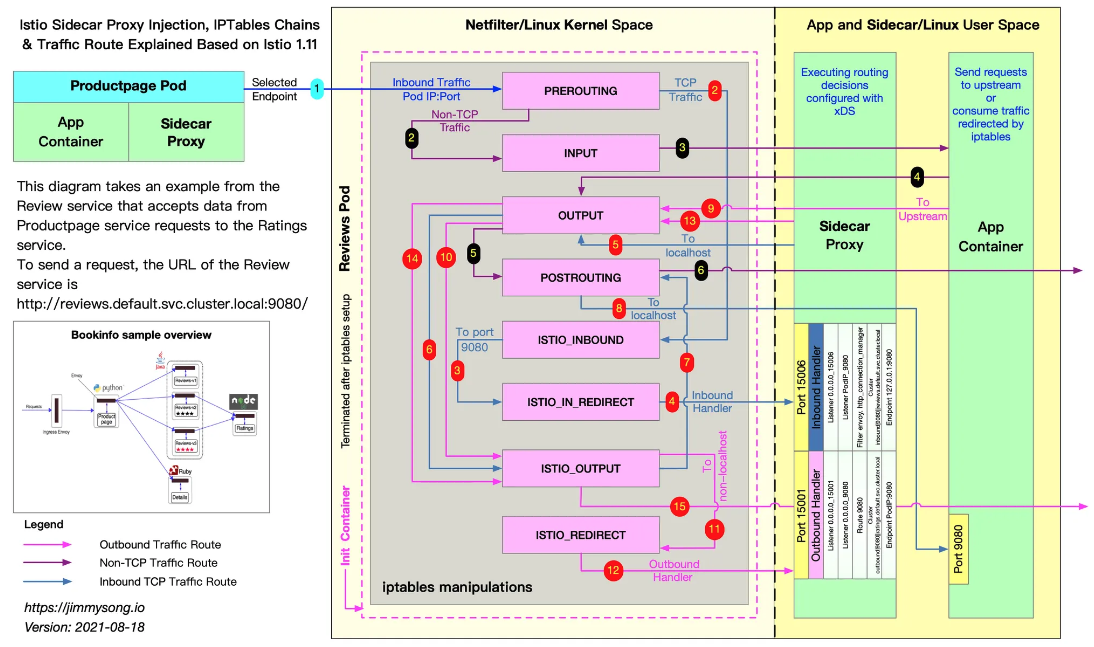 Istio Sidecar Proxy Injection, IPTables Chains
& Traffic Route Explained Based on Istio 1.11
Productpage Pod
App
Container
Sidecar
Proxy
Selected
Endpoint
1
This diagram takes an example from the
Review service that accepts data from
Productpage service requests to the Ratings
service.
To send a request, the URL of the Review
service is
http://reviews.default.svc.cluster.local:9080/
Bookinfo sample overview
Requests
Ingress Envoy
Envoy
python
Product
page
Java
Reviews-v1
Reviews-v2
★★★★
Reviews-v3
★★★★
node
Ratings
Ruby
Details
Legend
Outbound Traffic Route
Non-TCP Traffic Route
Inbound TCP Traffic Route
https://jimmysong.io
Version: 2021-08-18
Netfilter/Linux Kernel Space
Reviews Pod
Terminated after iptables setup
Init Container
Inbound Traffic
Pod IP:Port
PREROUTING
TCP
Traffic
2
Non-TCP
Traffic
2
INPUT
3
4
OUTPUT
9
To
Upstream
13
5
To
localhost
14
10
5
POSTROUTING
6
8
To
localhost
ISTIO_INBOUND
To port
9080
6
3
7
ISTIO_IN_REDIRECT
4
Inbound
Handler
ISTIO_OUTPUT
To
non-localhost
15
11
ISTIO_REDIRECT
12
Outbound
Handler
iptables manipulations
App and Sidecar/Linux User Space
Executing routing
decisions
configured with
xDS
Sidecar
Proxy
Port 15006
Inbound Handler
Listener 0.0.0.0_15006
Listener PodIP_9080
Filter envoy. http_connection_manager
Cluster
inbound|9080||reviews.default.svc.cluster.local
Endpoint 127.0.0.1:9080
Port 15001
Outbound Handler
Listener 0.0.0.0_15001
Listener 0.0.0.0_9080
Route 9080
Cluster
outbound|9080||ratings.default.svc.cluster.local
Endpoint PodIP:9080
Send requests
to upstream
or
consume traffic
redirected by
iptables
App
Container
Port 9080